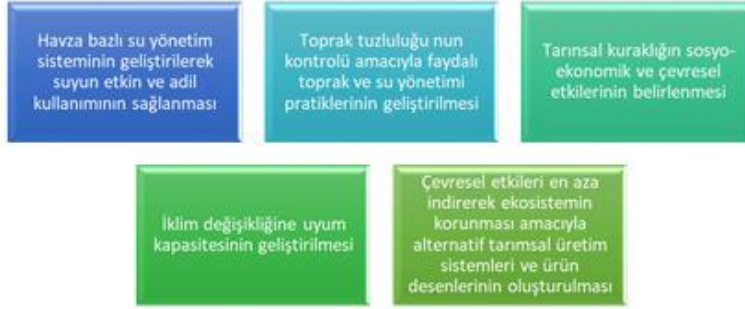 Havza bazlı su yönetim
sisteminin geliştirilerek
suyun etkin ve adil
kullanımının sağlanması
Toprak tuzluluğu nun
kontrolü amacıyla faydalı
toprak ve su yönetimi
pratiklerinin geliştirilmesi
Tarınsal kuraklığın sosyo-
ekonomik ve çevresel
etkilerinin belirlenmesi
İklim değişikliğine uyum
kapasitesinin geliştirilmesi
Çevresel etkileri en aza
indirerek ekosistemin
korunması amacıyla
alternatif tarımsal üretim
sistemleri ve ürün
desenlerinin oluşturulması